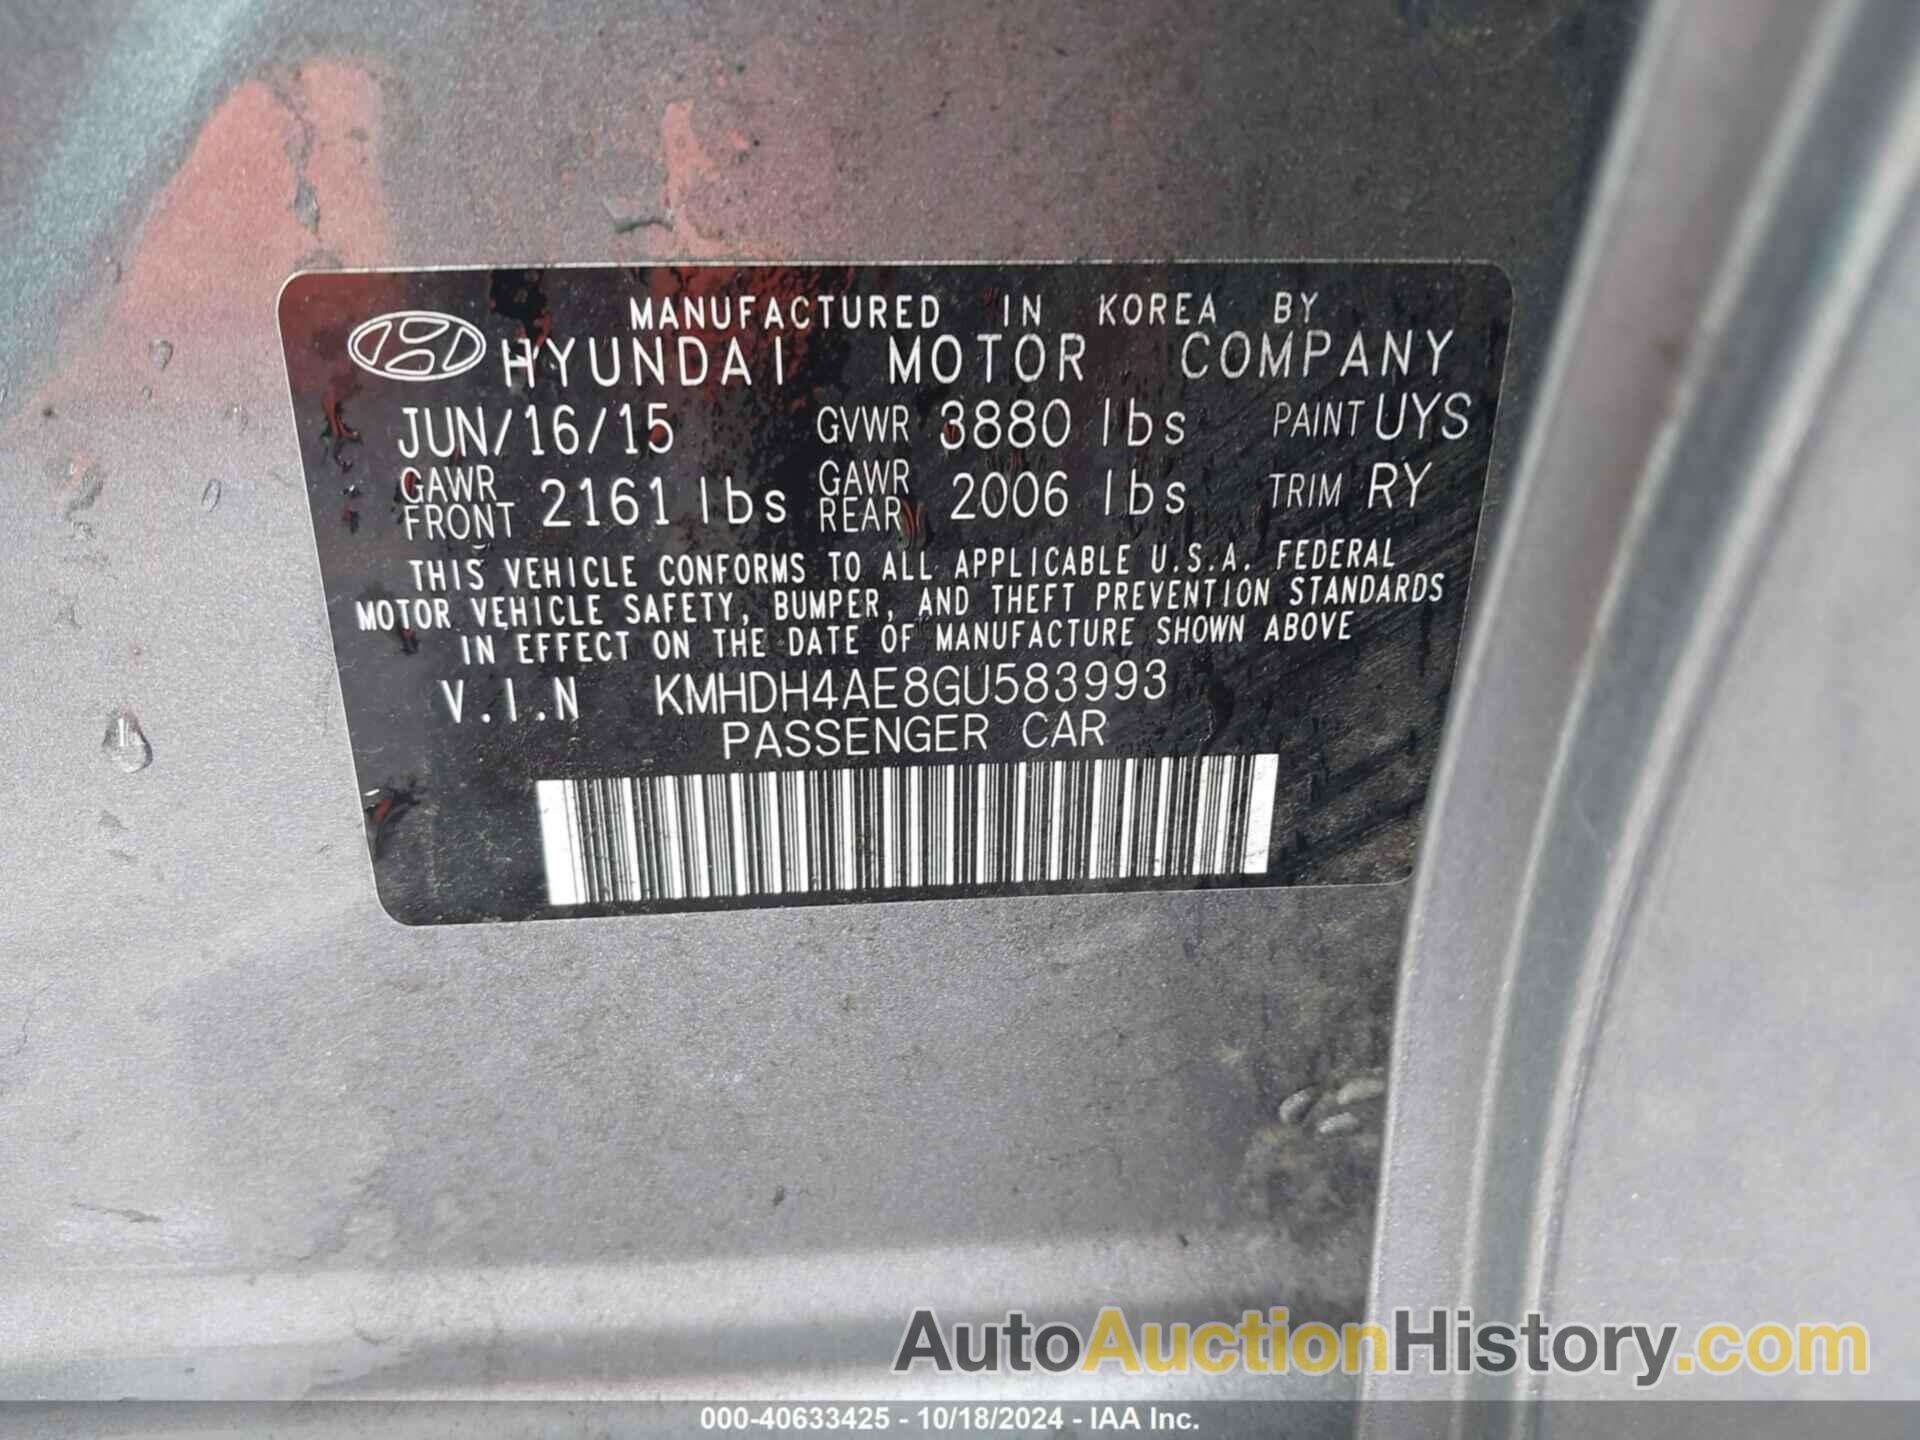 MANUFACTURED IN KOREA BY
HYUNDAI MOTOR COMPANY
JUN/16/15 GVWR 3880 lbs PAINT UYS
GAWR FRONT 2161 lbs GAWR REAR 2006 lbs TRIM RY
THIS VEHICLE CONFORMS TO ALL APPLICABLE U.S.A. FEDERAL
MOTOR VEHICLE SAFETY, BUMPER, AND THEFT PREVENTION STANDARDS
IN EFFECT ON THE DATE OF MANUFACTURE SHOWN ABOVE
V.I.N KMHDH4AE8GU583993
PASSENGER CAR
AutoAuctionHistory.com
000-40633425 - 10/18/2024 - IAA Inc.